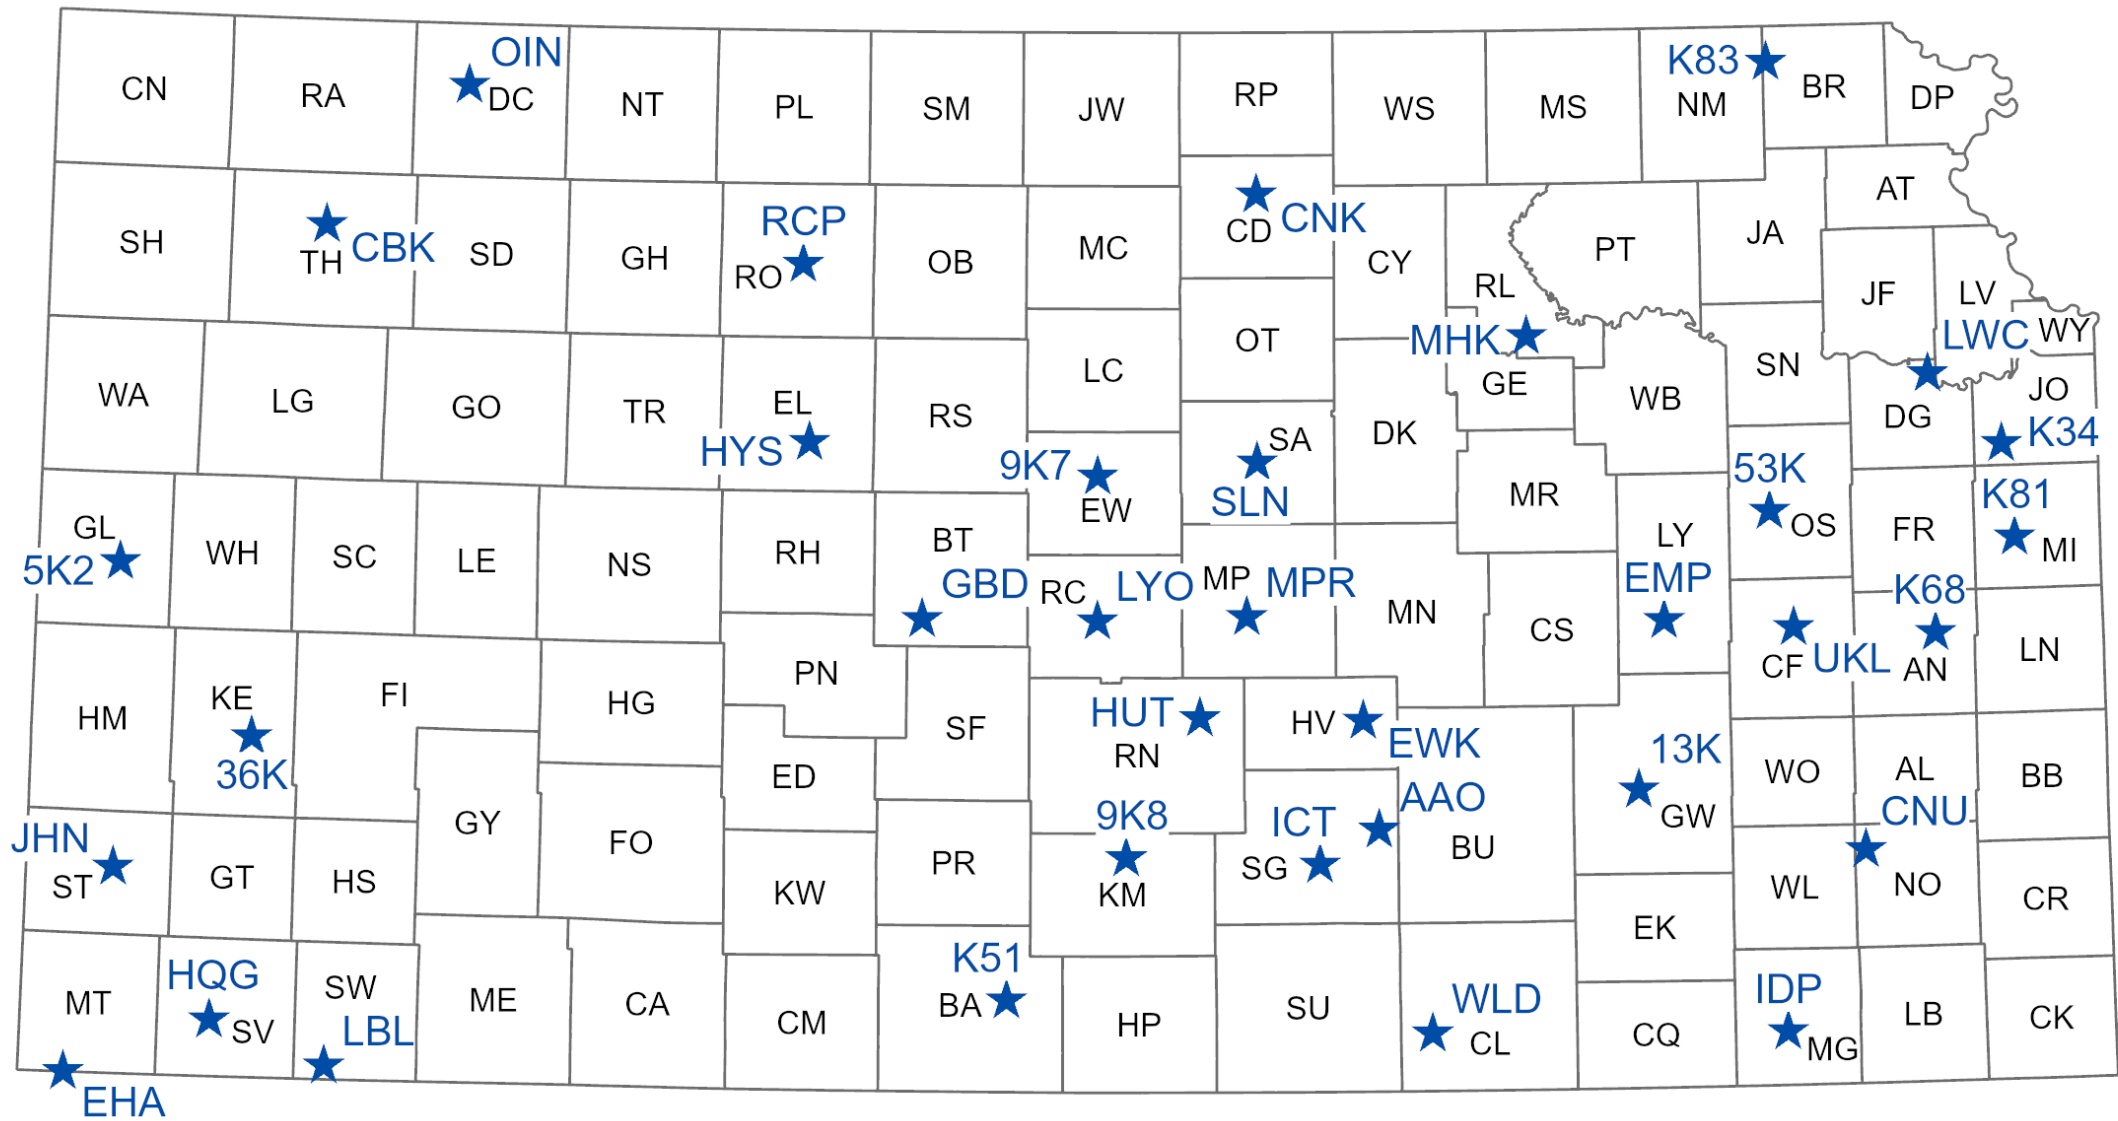 OIN
K83
CN
RA
DC
NT
PL
SM
JW
RP
WS
MS
NM
BR
DP
AT
RCP
CNK
SH
TH
CBK
SD
GH
RO
OB
MC
CD
CY
RL
PT
JA
JF
LV
LWC
WY
MHK
OT
WA
LG
GO
TR
EL
RS
LC
GE
WB
SN
DG
JO
K34
HYS
9K7
SA
DK
SLN
EW
MR
53K
OS
K81
MI
GL
5K2
WH
SC
LE
NS
RH
BT
GBD
RC
LYO
MP
MPR
MN
CS
LY
EMP
FR
K68
CF
UKL
AN
LN
HM
KE
36K
FI
HG
PN
SF
HUT
RN
HV
EWK
13K
GW
WO
AL
CNU
BB
JHN
ST
GT
HS
GY
FO
ED
KW
PR
9K8
KM
ICT
SG
AAO
BU
EK
WL
NO
CR
MT
HQG
SV
SW
LBL
ME
CA
CM
K51
BA
HP
SU
WLD
CL
CQ
IDP
MG
LB
CK
EHA